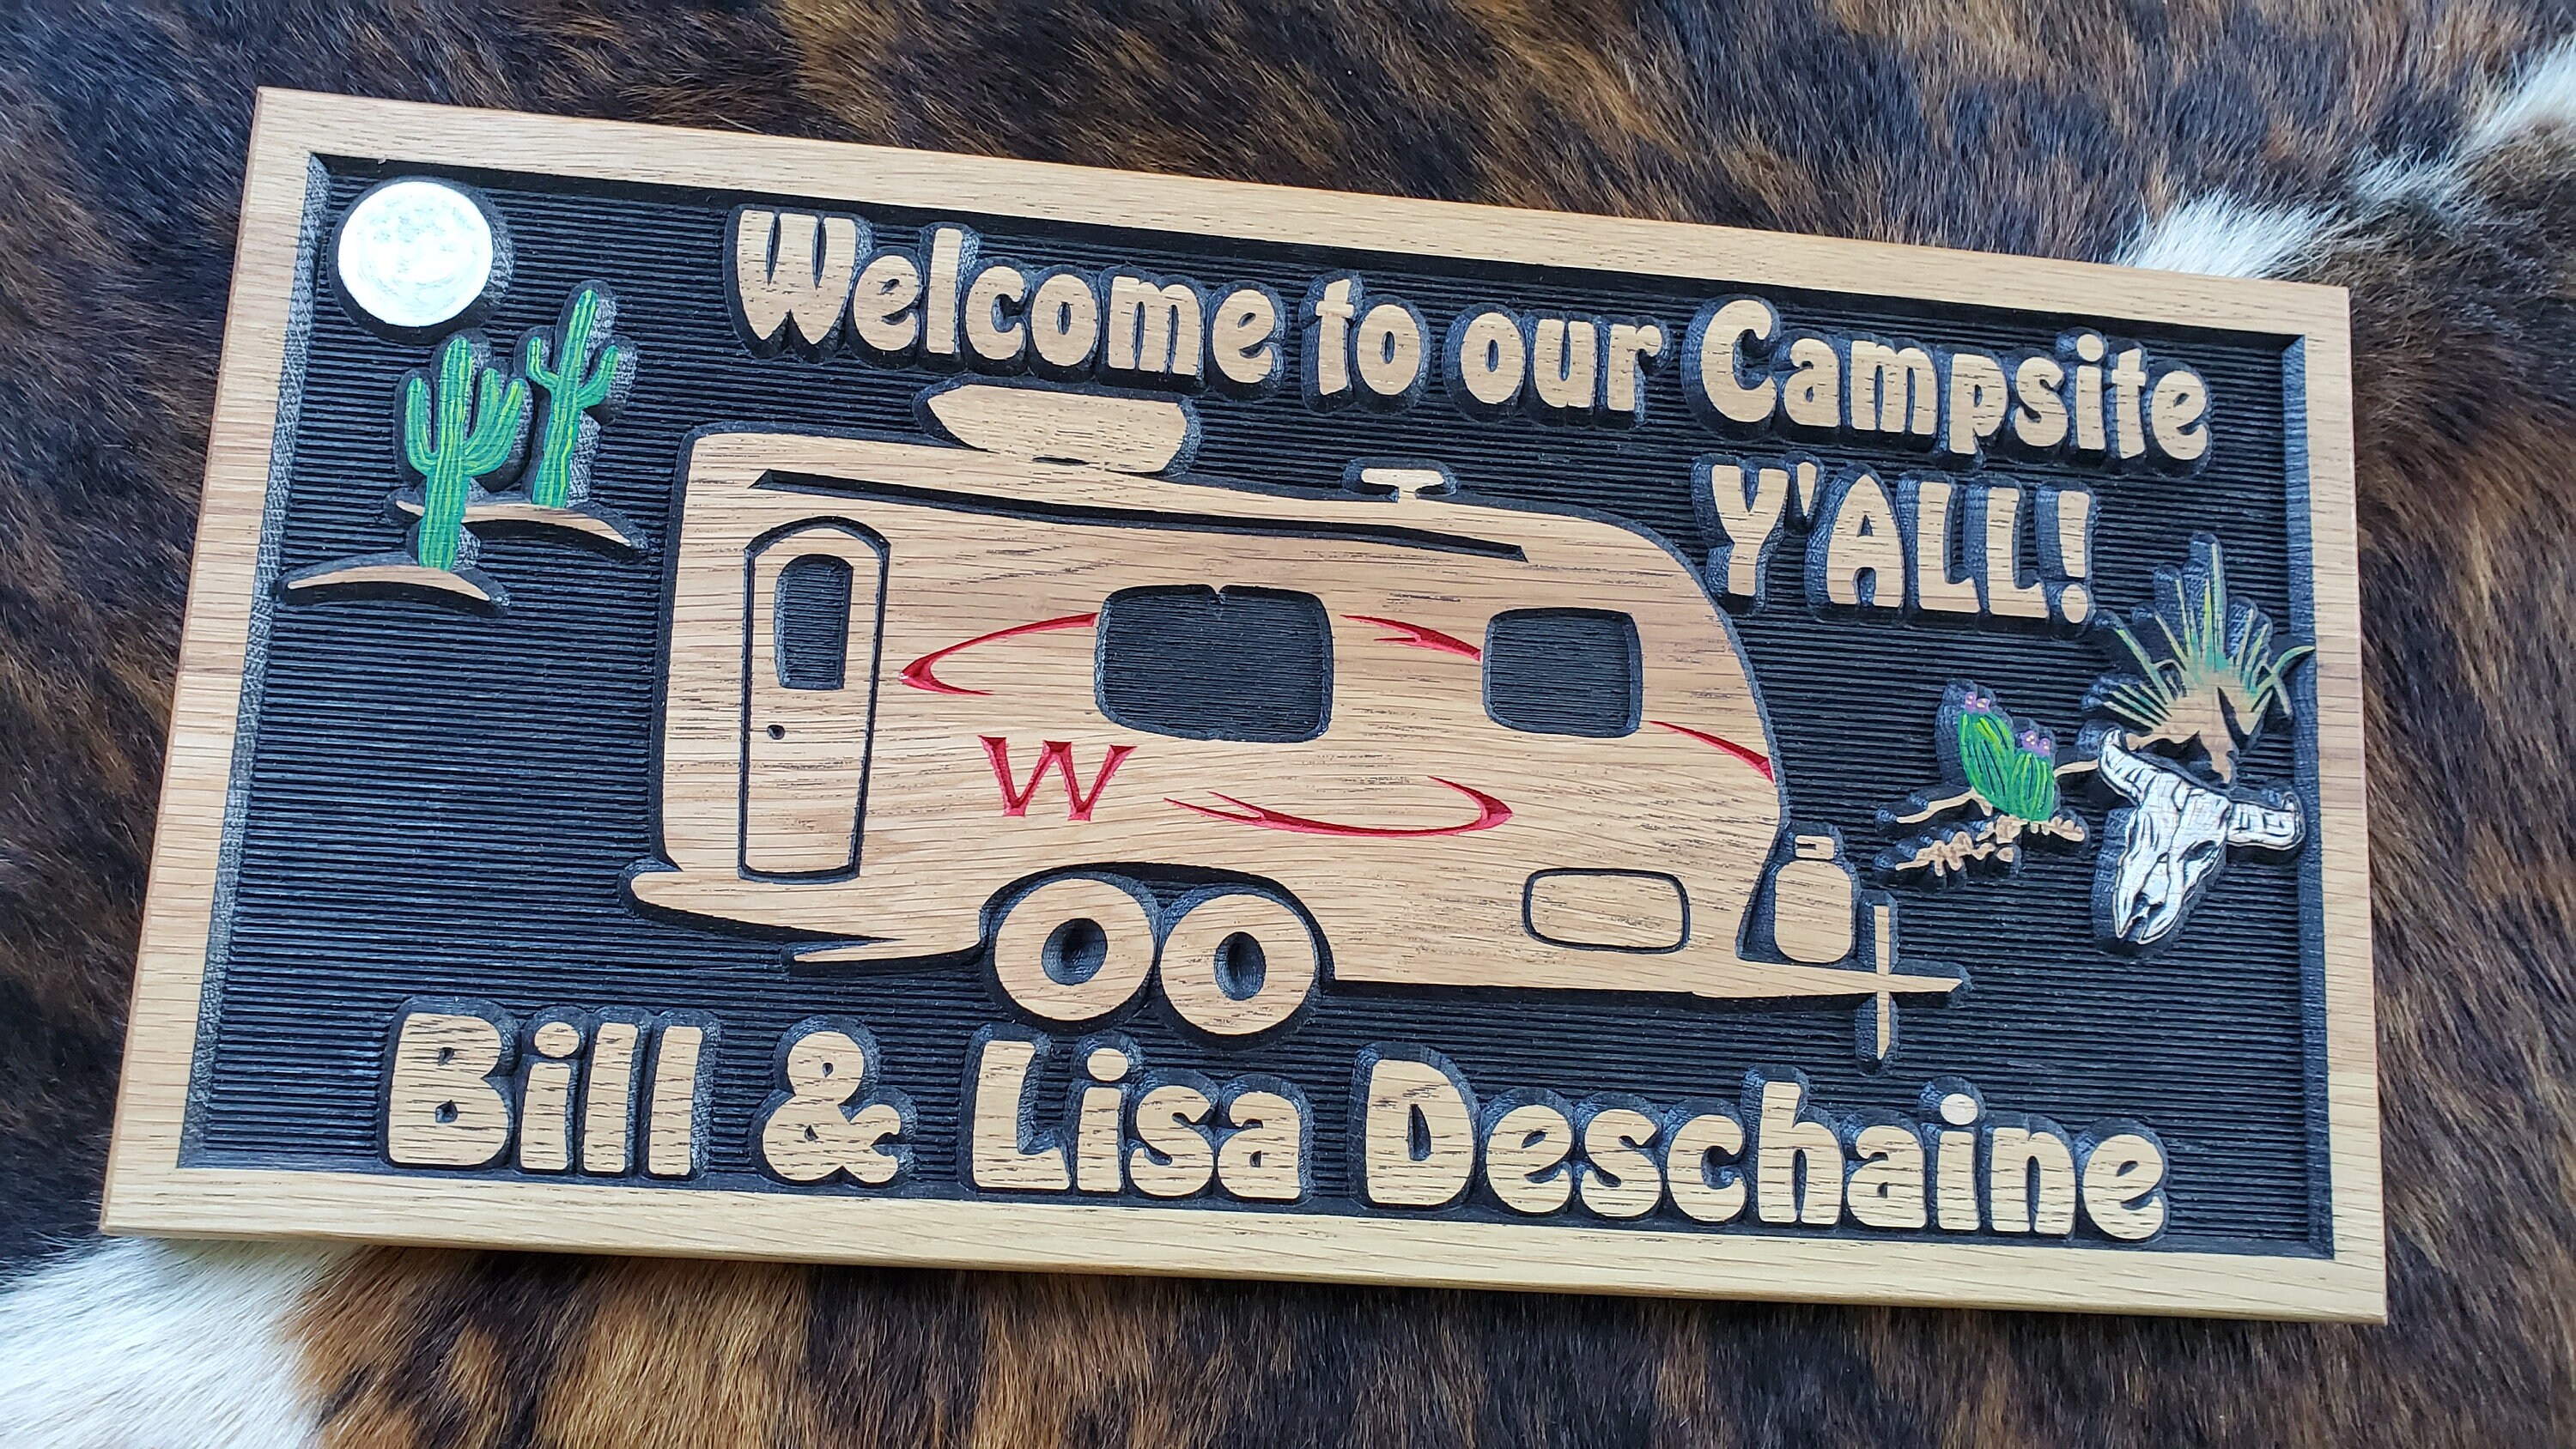 Welcome to our Campsite
Y'ALL!
W
Bill & Lisa Deschaine